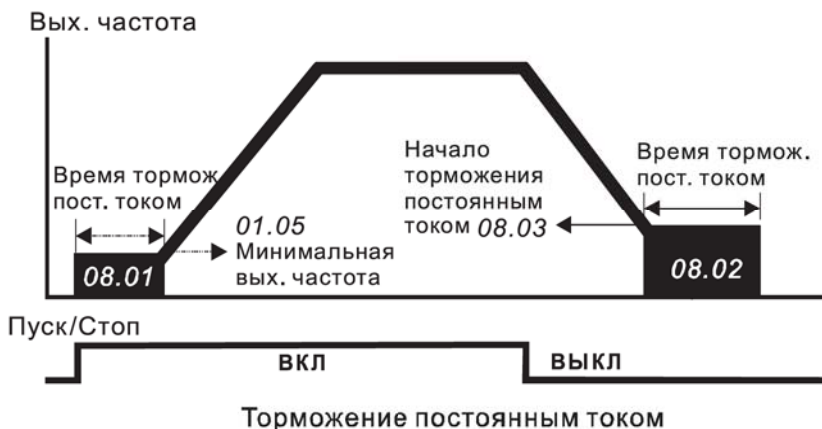 Вых. частота
Время тормож.
пост. током
01.05
Минимальная
вых. частота
Начало
торможения
постоянным
током 08.03
Время тормож.
пост. током
08.01
08.02
Пуск/Стоп
ВКЛ
ВЫКЛ
Торможение постоянным током